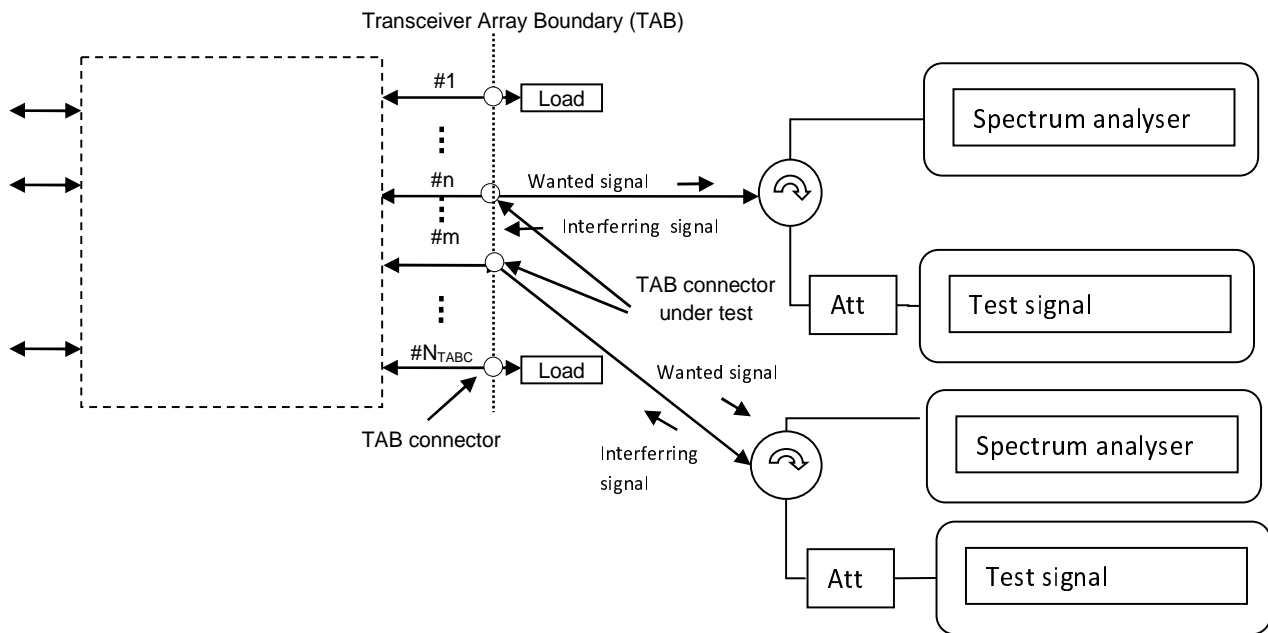 Transceiver Array Boundary (TAB)
#1
Load
Spectrum analyser
#n
Wanted signal
Interferring signal
#m
TAB connector
under test
Att
Test signal
#NTABC
Load
Wanted signal
TAB connector
Interferring
signal
Spectrum analyser
Att
Test signal